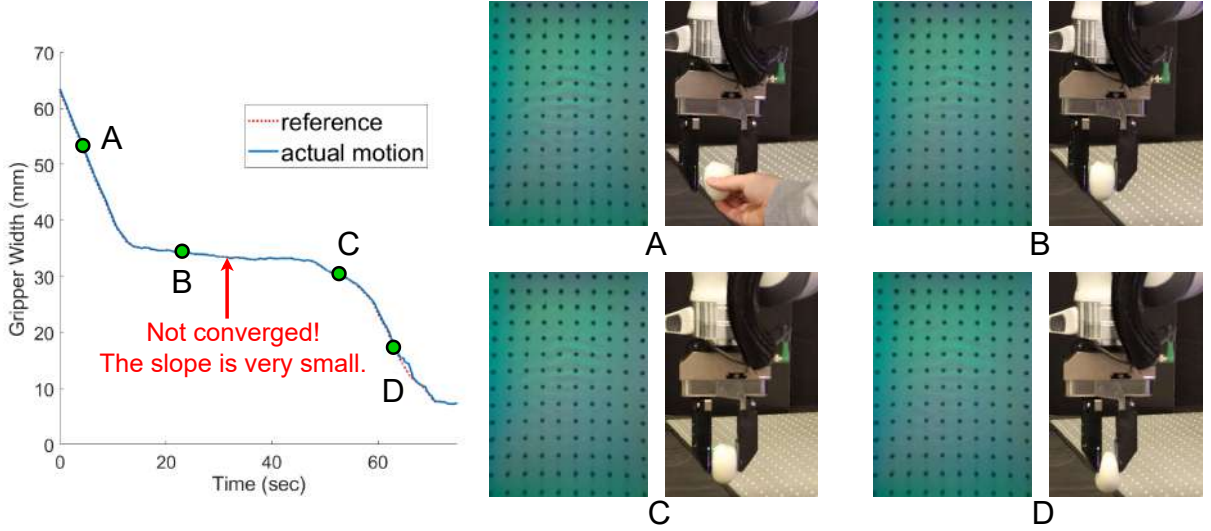 70
60
50
40
30
20
10
0
Gripper Width (mm)
0
20
40
60
Time (sec)
reference
actual motion
A
B
C
D
Not converged!
The slope is very small.
A
B
C
D